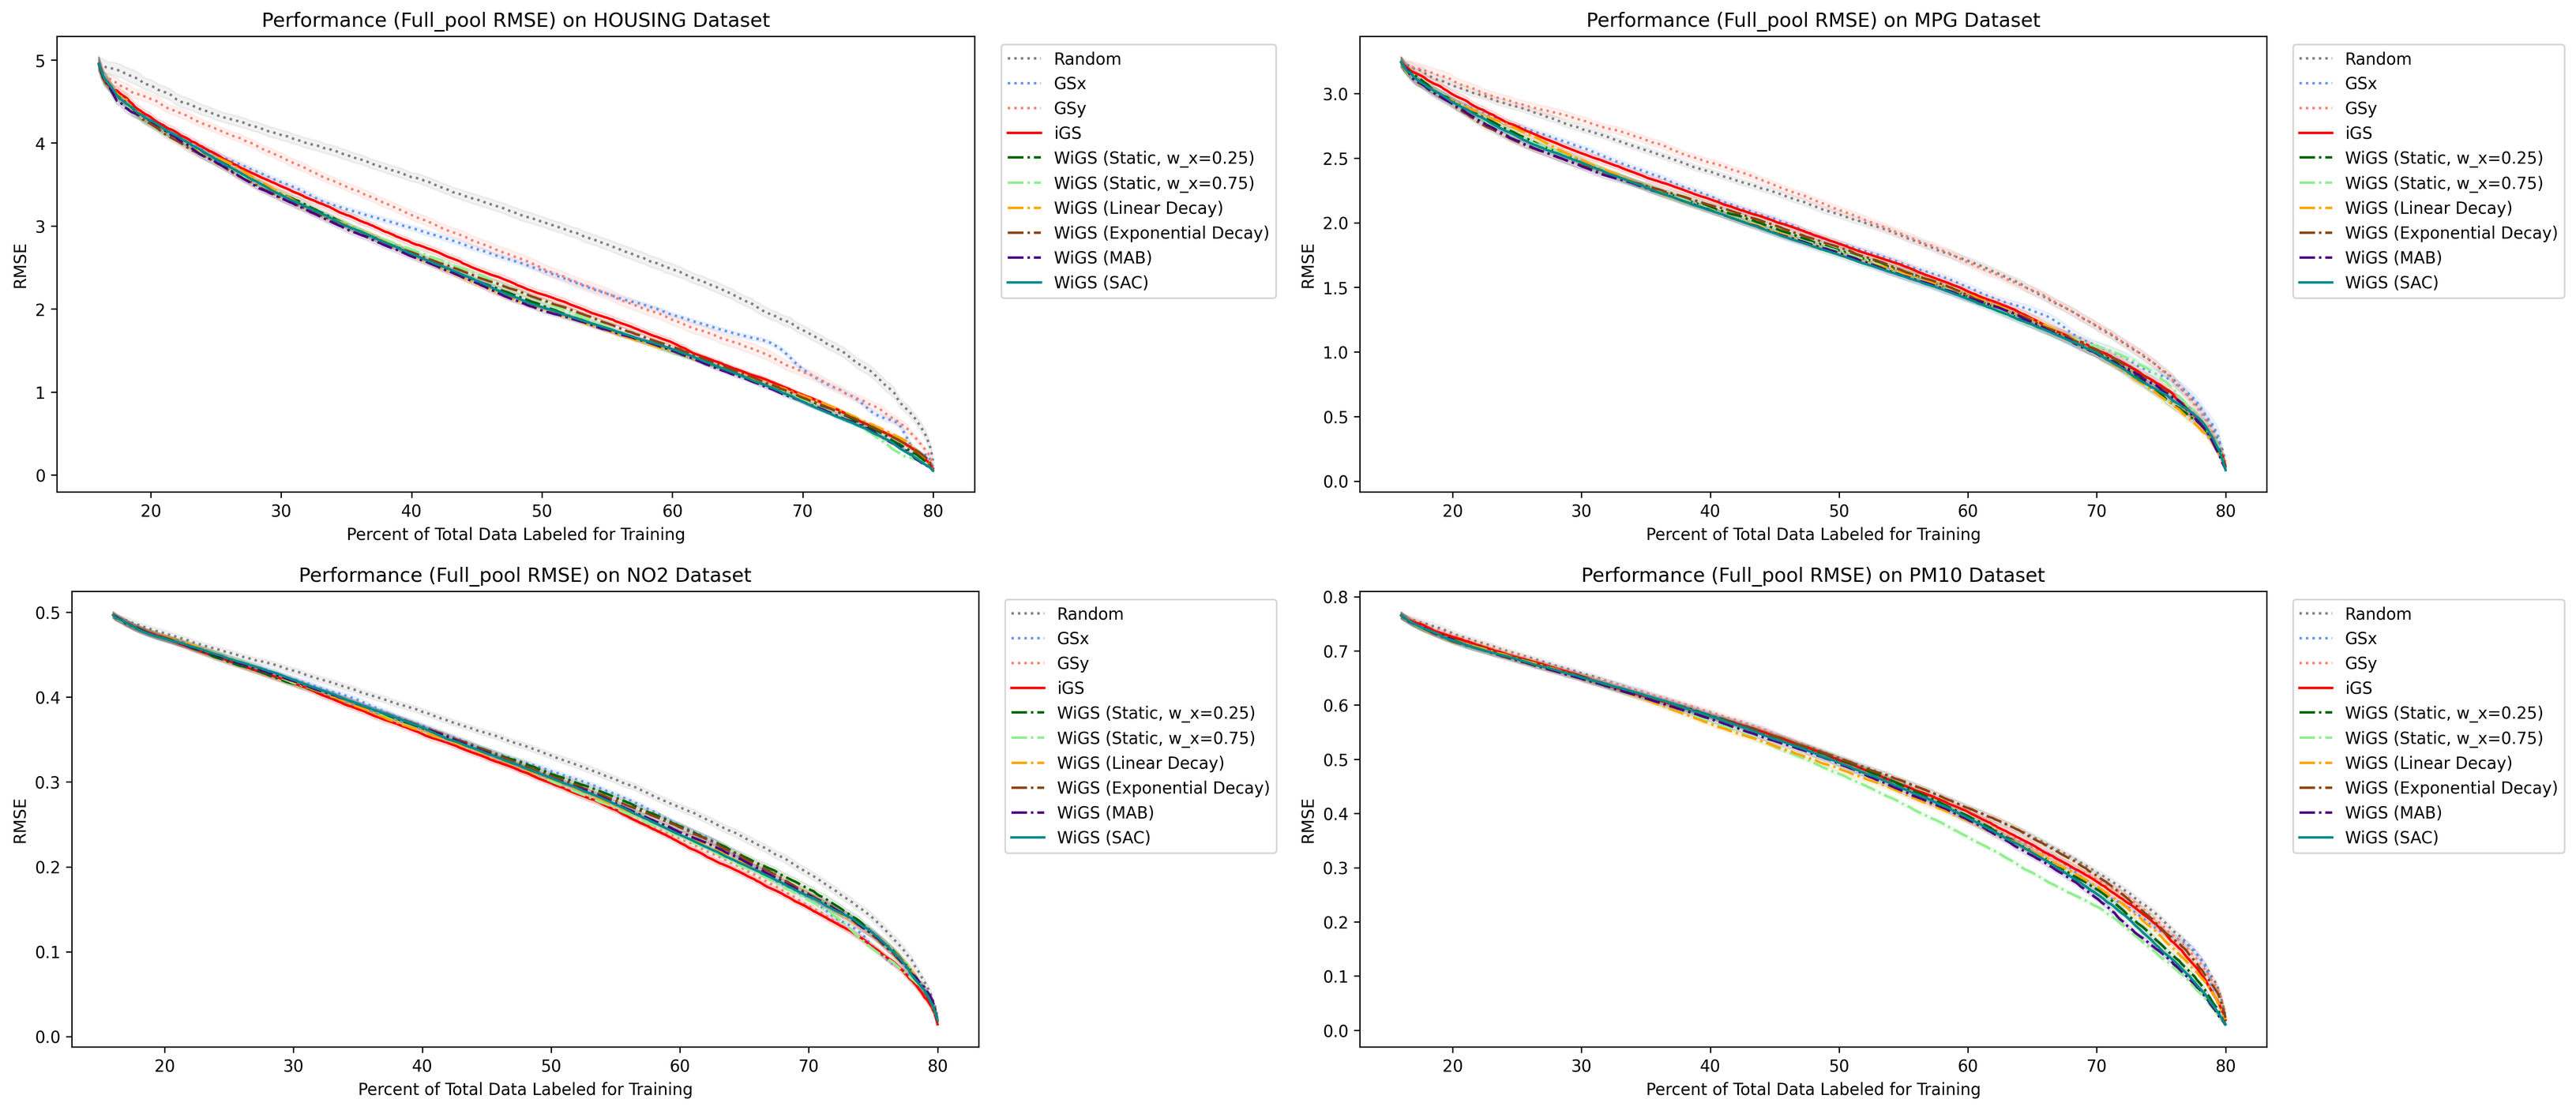 Performance (Full_pool RMSE) on HOUSING Dataset
RMSE
5
4
3
2
1
0
20 30 40 50 60 70 80
Percent of Total Data Labeled for Training
Random
GSx
GSy
iGS
WiGS (Static, w_x=0.25)
WiGS (Static, w_x=0.75)
WiGS (Linear Decay)
WiGS (Exponential Decay)
WiGS (MAB)
WiGS (SAC)
Performance (Full_pool RMSE) on MPG Dataset
RMSE
3.0
2.5
2.0
1.5
1.0
0.5
0.0
20 30 40 50 60 70 80
Percent of Total Data Labeled for Training
Random
GSx
GSy
iGS
WiGS (Static, w_x=0.25)
WiGS (Static, w_x=0.75)
WiGS (Linear Decay)
WiGS (Exponential Decay)
WiGS (MAB)
WiGS (SAC)
Performance (Full_pool RMSE) on NO2 Dataset
RMSE
0.5
0.4
0.3
0.2
0.1
0.0
20 30 40 50 60 70 80
Percent of Total Data Labeled for Training
Random
GSx
GSy
iGS
WiGS (Static, w_x=0.25)
WiGS (Static, w_x=0.75)
WiGS (Linear Decay)
WiGS (Exponential Decay)
WiGS (MAB)
WiGS (SAC)
Performance (Full_pool RMSE) on PM10 Dataset
RMSE
0.8
0.7
0.6
0.5
0.4
0.3
0.2
0.1
0.0
20 30 40 50 60 70 80
Percent of Total Data Labeled for Training
Random
GSx
GSy
iGS
WiGS (Static, w_x=0.25)
WiGS (Static, w_x=0.75)
WiGS (Linear Decay)
WiGS (Exponential Decay)
WiGS (MAB)
WiGS (SAC)